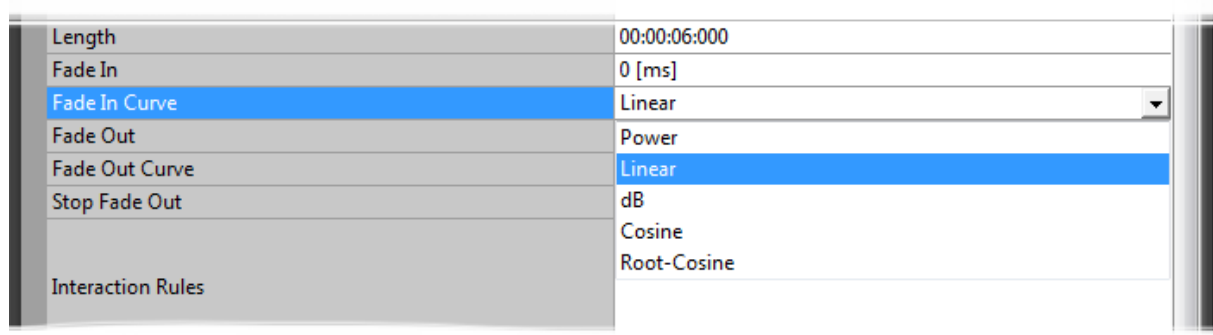 Length 00:00:06:000
Fade In 0 [ms]
Fade In Curve Linear
Fade Out Power
Fade Out Curve Linear
Stop Fade Out dB
Cosine
Root-Cosine
Interaction Rules